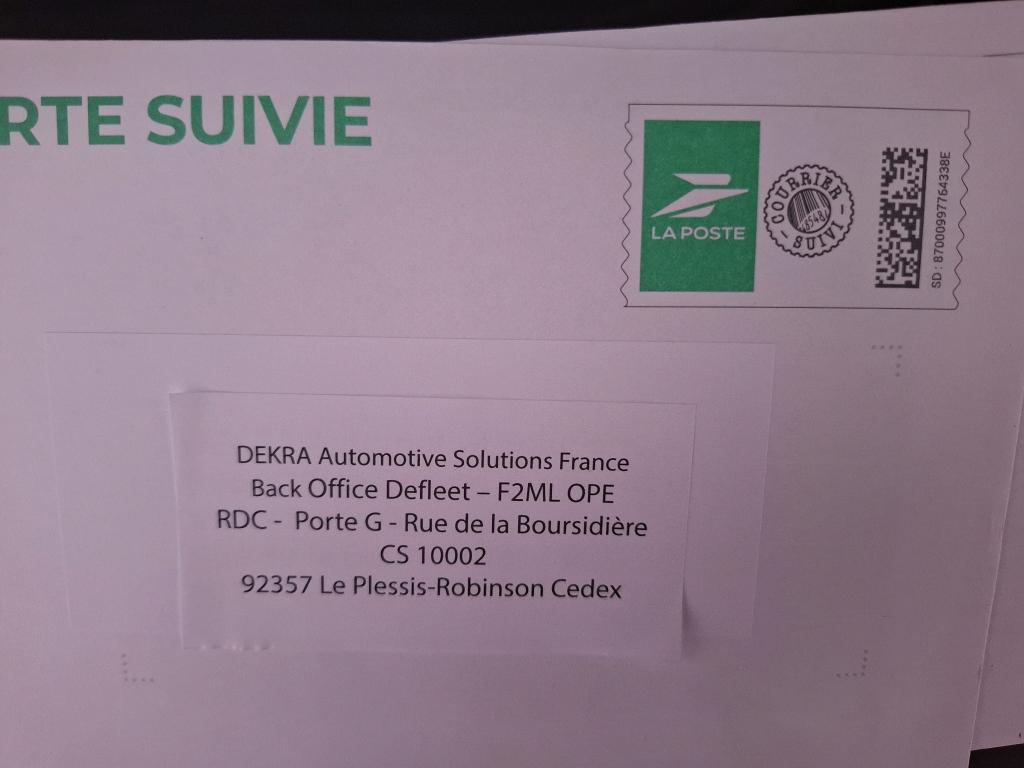 RTE SUIVIE
LA POSTE
COURRIER
SUIVI
SD : 87000997764338E
DEKRA Automotive Solutions France
Back Office Defleet – F2ML OPE
RDC - Porte G - Rue de la Boursidière
CS 10002
92357 Le Plessis-Robinson Cedex